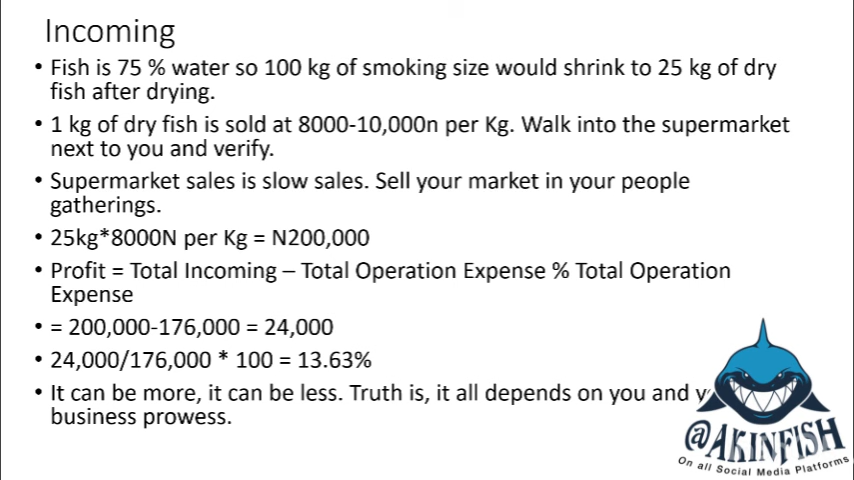 Incoming
• Fish is 75 % water so 100 kg of smoking size would shrink to 25 kg of dry
fish after drying.
• 1 kg of dry fish is sold at 8000-10,000n per Kg. Walk into the supermarket
next to you and verify.
• Supermarket sales is slow sales. Sell your market in your people
gatherings.
• 25kg*8000N per Kg = N200,000
• Profit = Total Incoming – Total Operation Expense % Total Operation
Expense
• = 200,000-176,000 = 24,000
• 24,000/176,000 * 100 = 13.63%
• It can be more, it can be less. Truth is, it all depends on you and
business prowess.
@AKINFISH
On all Social Media Platforms